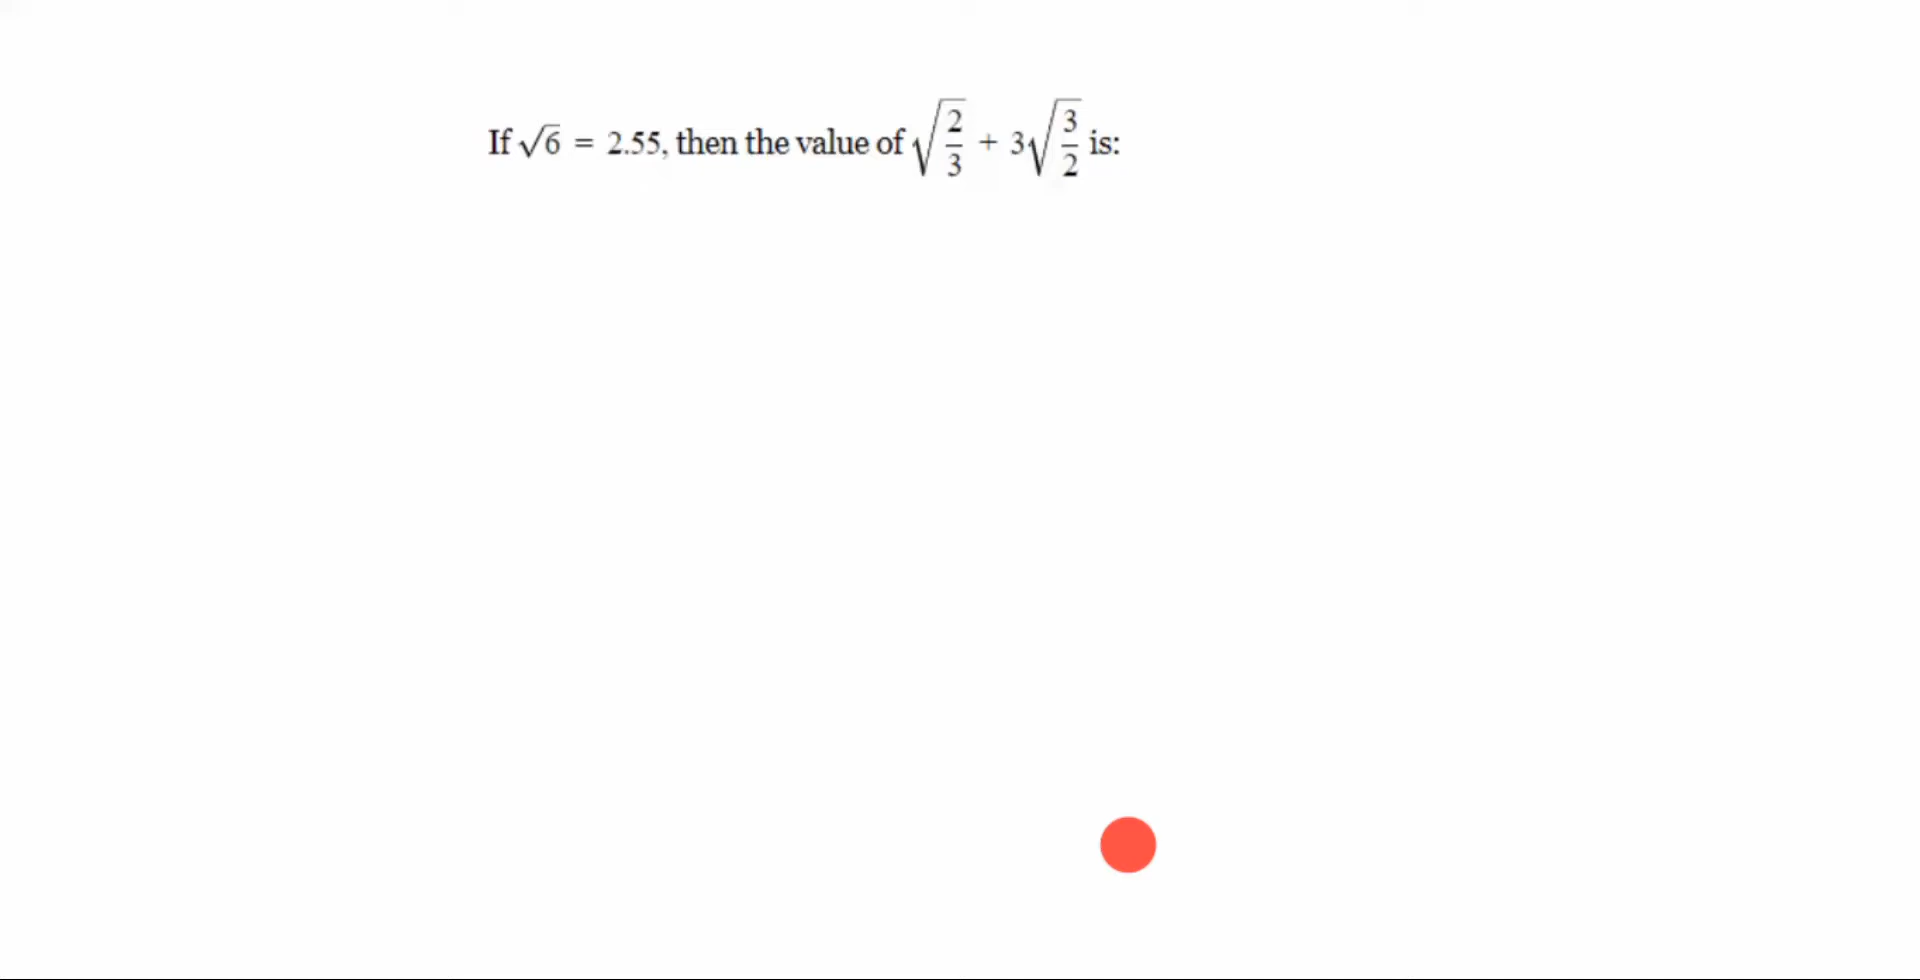 If √6 = 2.55, then the value of √(2/3) + 3√(3/2) is: